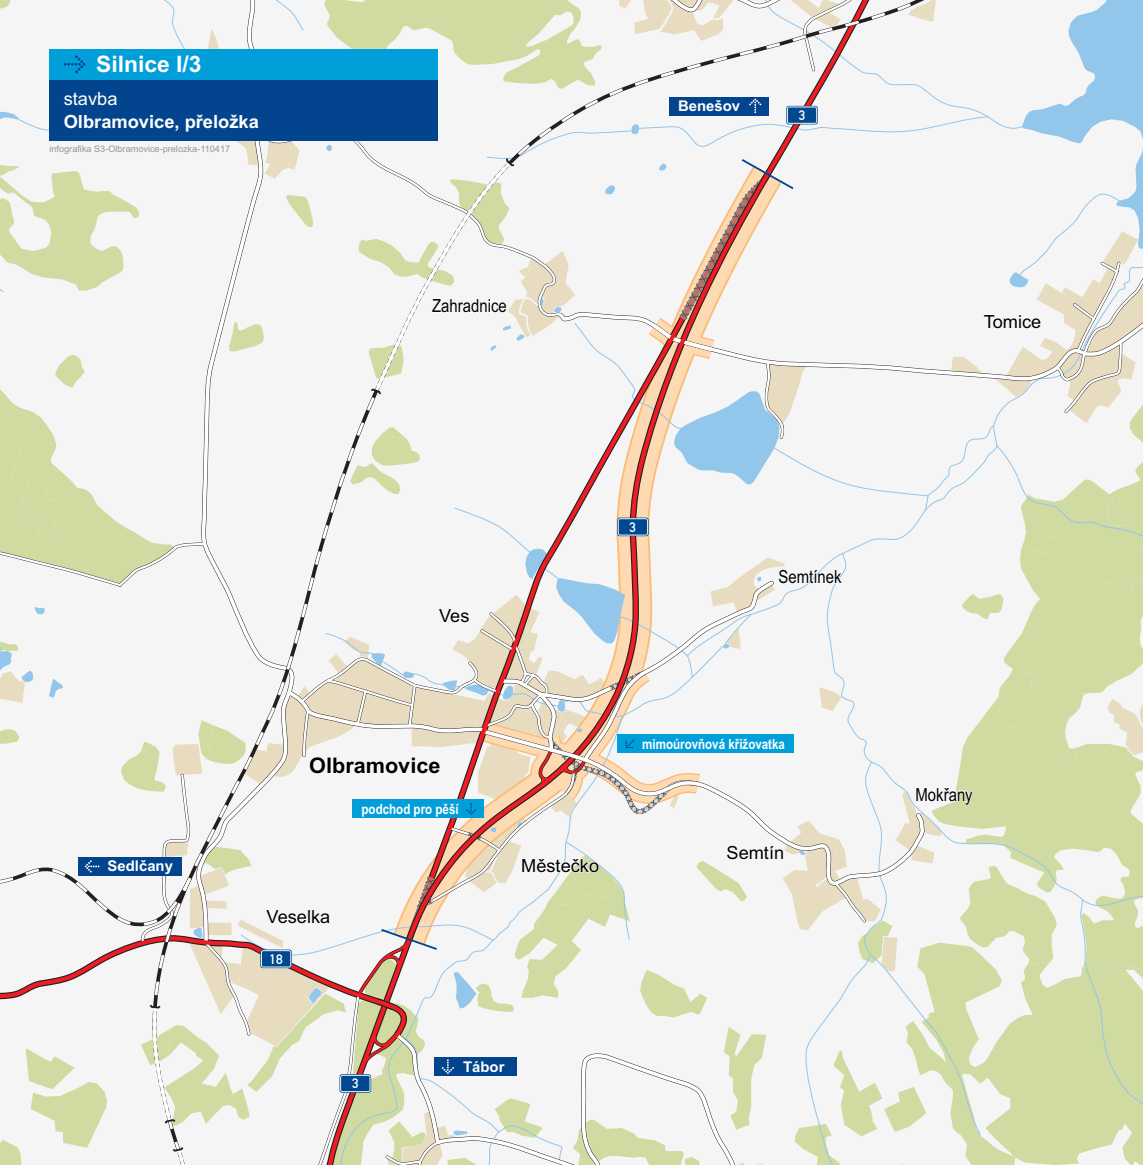 Silnice I/3
stavba
Olbramovice, přeložka
infografika S3-Olbramovice-prelozka-110417
Benešov
3
Zahradnice
Tomice
3
Semtínek
Ves
mimoúrovňová křížovatka
Olbramovice
Mokřany
podchod pro pěší
Semtín
Sedlčany
Městečko
Veselka
18
Tábor
3